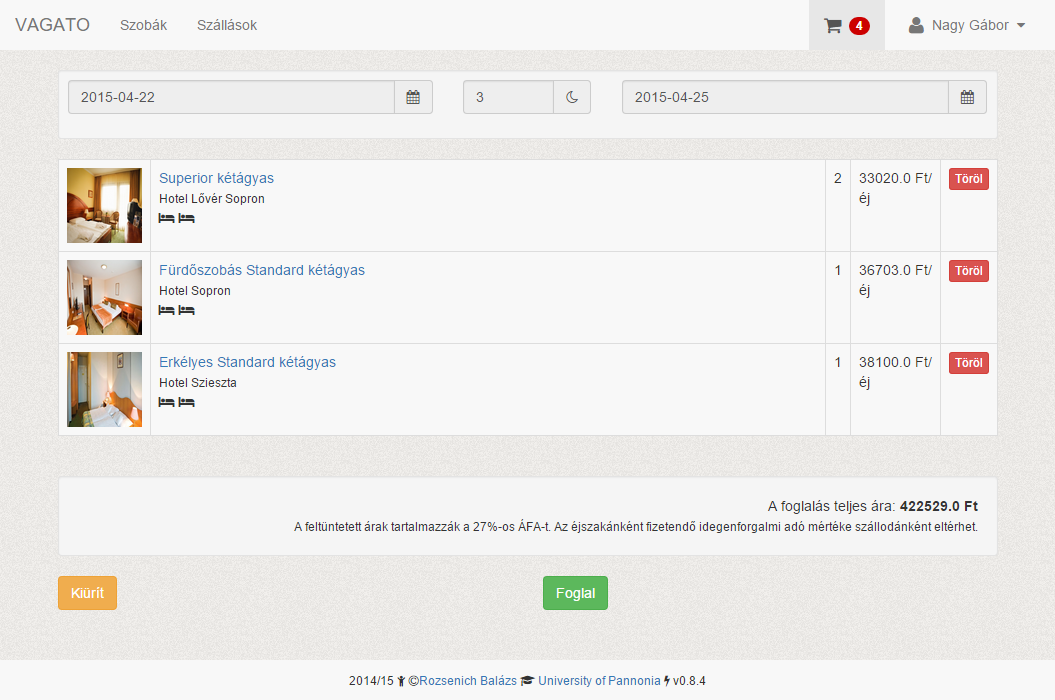 VAGATO Szobák Szállások 4 Nagy Gábor
2015-04-22 3 2015-04-25
Superior kétágyas 2 33020.0 Ft/ Töröl
Hotel Lővér Sopron éj
Fürdőszobás Standard kétágyas 1 36703.0 Ft/ Töröl
Hotel Sopron éj
Erkélyes Standard kétágyas 1 38100.0 Ft/ Töröl
Hotel Szieszta éj
A foglalás teljes ára: 422529.0 Ft
A feltüntetett árak tartalmazzák a 27%-os ÁFA-t. Az éjszakánként fizetendő idegenforgalmi adó mértéke szállodánként eltérhet.
Kiürít Foglal
2014/15 ©Rozsenich Balázs University of Pannonia v0.8.4